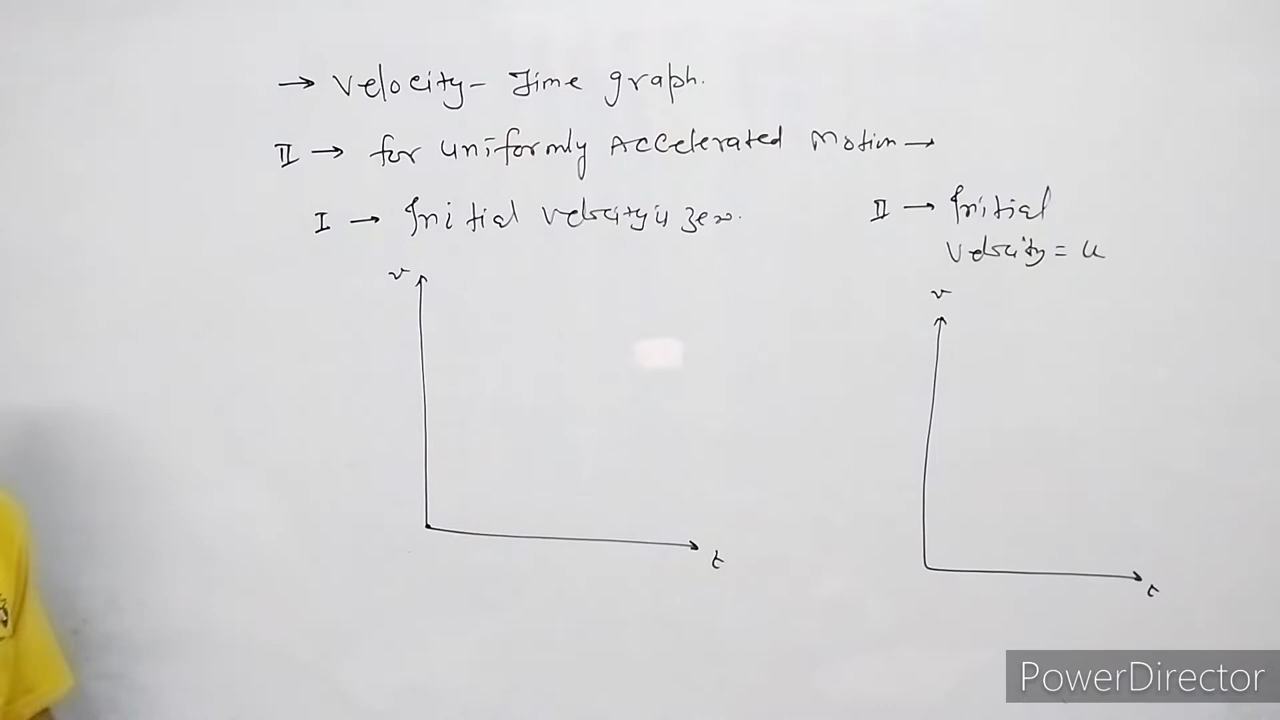 → Velocity - Time graph.
II → for uniformly Accelerated Motion →
I → Initial velocity is zero.
II → Initial
velocity = u
v
t
v
t
PowerDirector